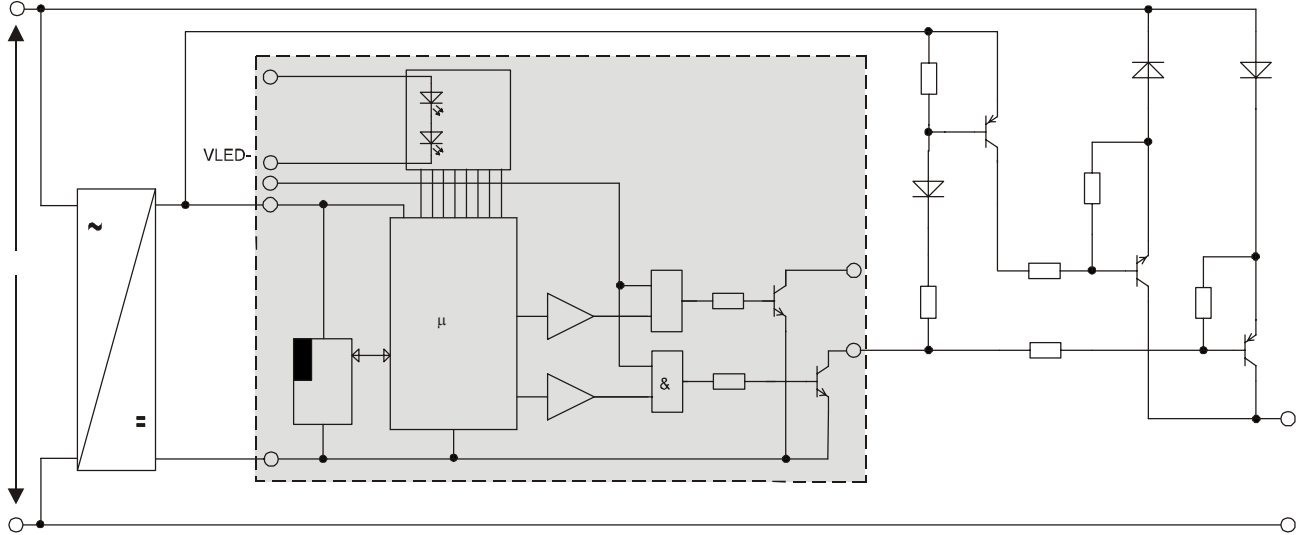 ~
VLED-
μ
&
=